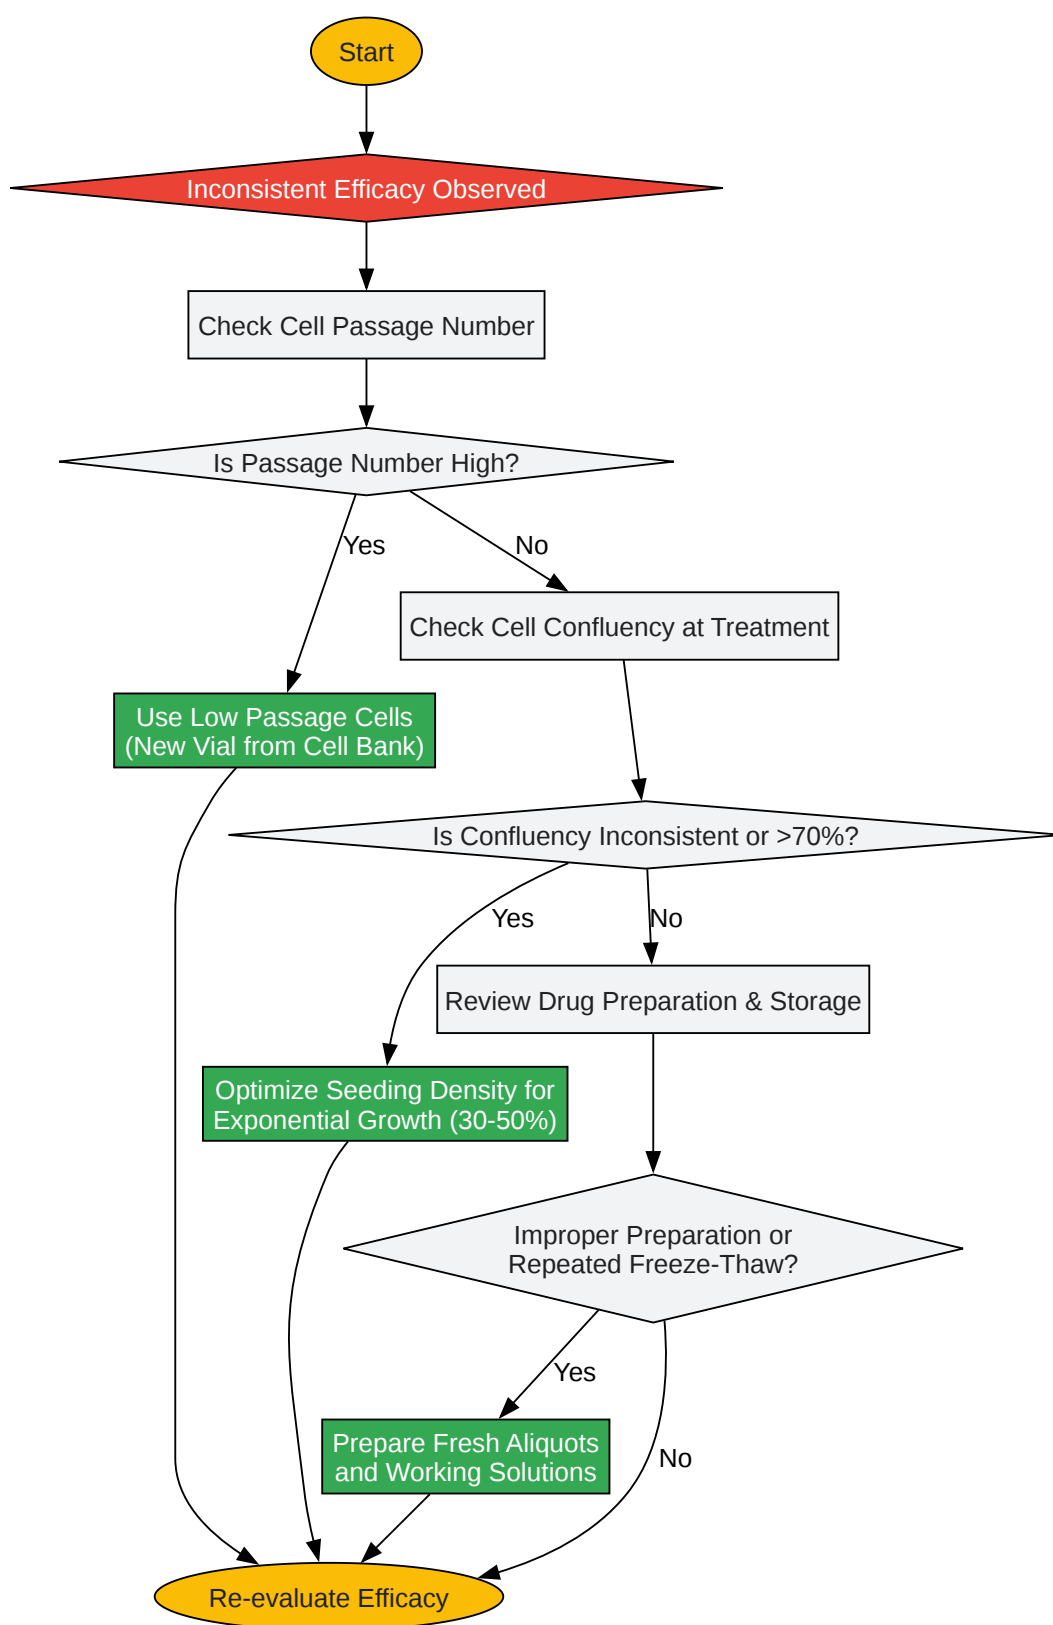 Start
Inconsistent Efficacy Observed
Check Cell Passage Number
Is Passage Number High?
Yes
No
Check Cell Confluency at Treatment
Use Low Passage Cells
(New Vial from Cell Bank)
Is Confluency Inconsistent or >70%?
Yes
No
Review Drug Preparation & Storage
Optimize Seeding Density for
Exponential Growth (30-50%)
Improper Preparation or
Repeated Freeze-Thaw?
Yes
Prepare Fresh Aliquots
and Working Solutions
No
Re-evaluate Efficacy